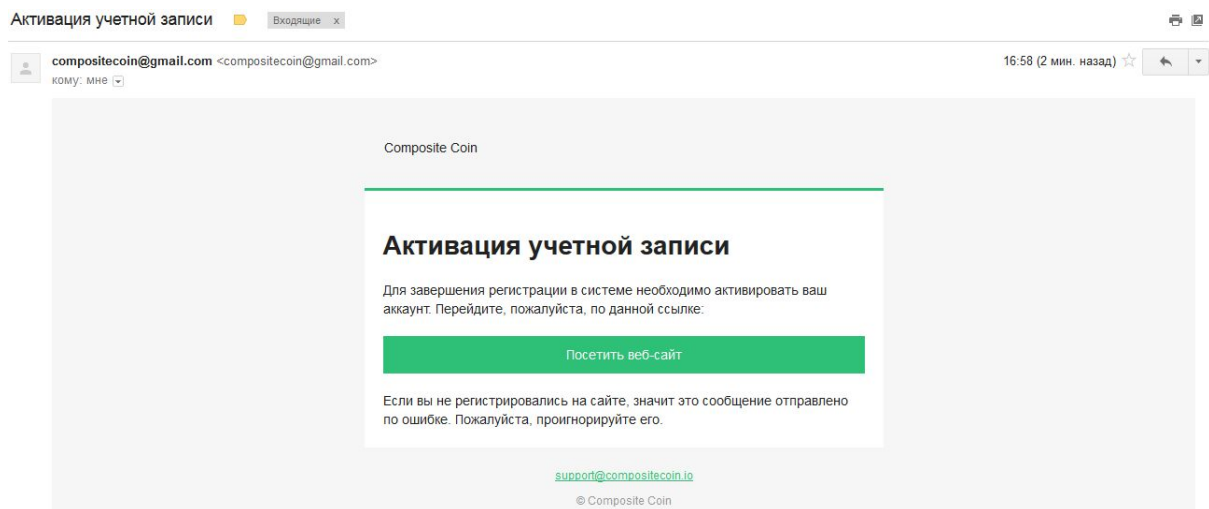 Активация учетной записи
Входящие x
compositecoin@gmail.com <compositecoin@gmail.com>
16:58 (2 мин. назад)
кому: мне
Composite Coin
Активация учетной записи
Для завершения регистрации в системе необходимо активировать ваш
аккаунт. Перейдите, пожалуйста, по данной ссылке:
Посетить веб-сайт
Если вы не регистрировались на сайте, значит это сообщение отправлено
по ошибке. Пожалуйста, проигнорируйте его.
support@compositecoin.io
© Composite Coin